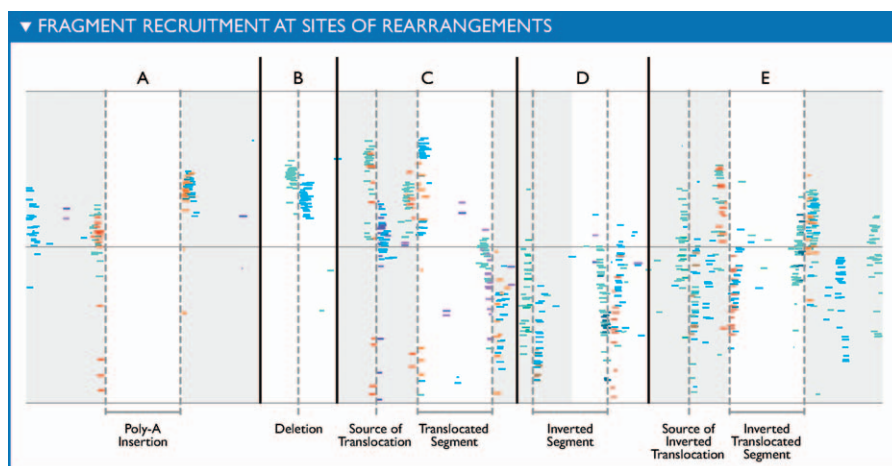 ▼ FRAGMENT RECRUITMENT AT SITES OF REARRANGEMENTS
A B C D E
Poly-A
Insertion
Deletion
Source of
Translocation
Translocated
Segment
Inverted
Segment
Source of
Inverted
Translocation
Inverted
Translocated
Segment